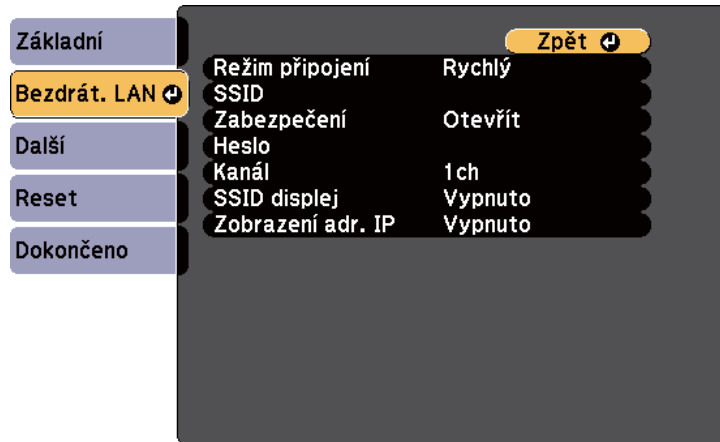 Základní
Bezdrát. LAN
Další
Reset
Dokončeno
Zpět
Režim připojení Rychlý
SSID
Zabezpečení Otevřít
Heslo
Kanál 1ch
SSID displej Vypnuto
Zobrazení adr. IP Vypnuto